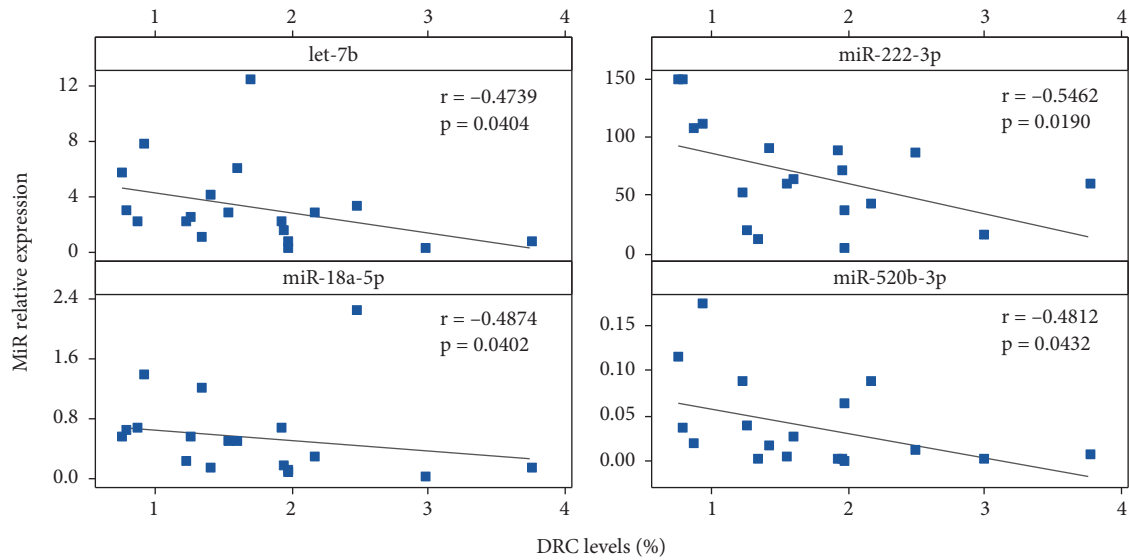 1 2 3 4 1 2 3 4
let-7b miR-222-3p
12 r = –0.4739 150 r = –0.5462
p = 0.0404 p = 0.0190
8 100
4 50
0 0
miR-18a-5p miR-520b-3p
2.4 r = –0.4874 r = –0.4812
p = 0.0402 0.15 p = 0.0432
1.6 0.10
0.8 0.05
0.0 0.00
1 2 3 4 1 2 3 4
MiR relative expression
DRC levels (%)